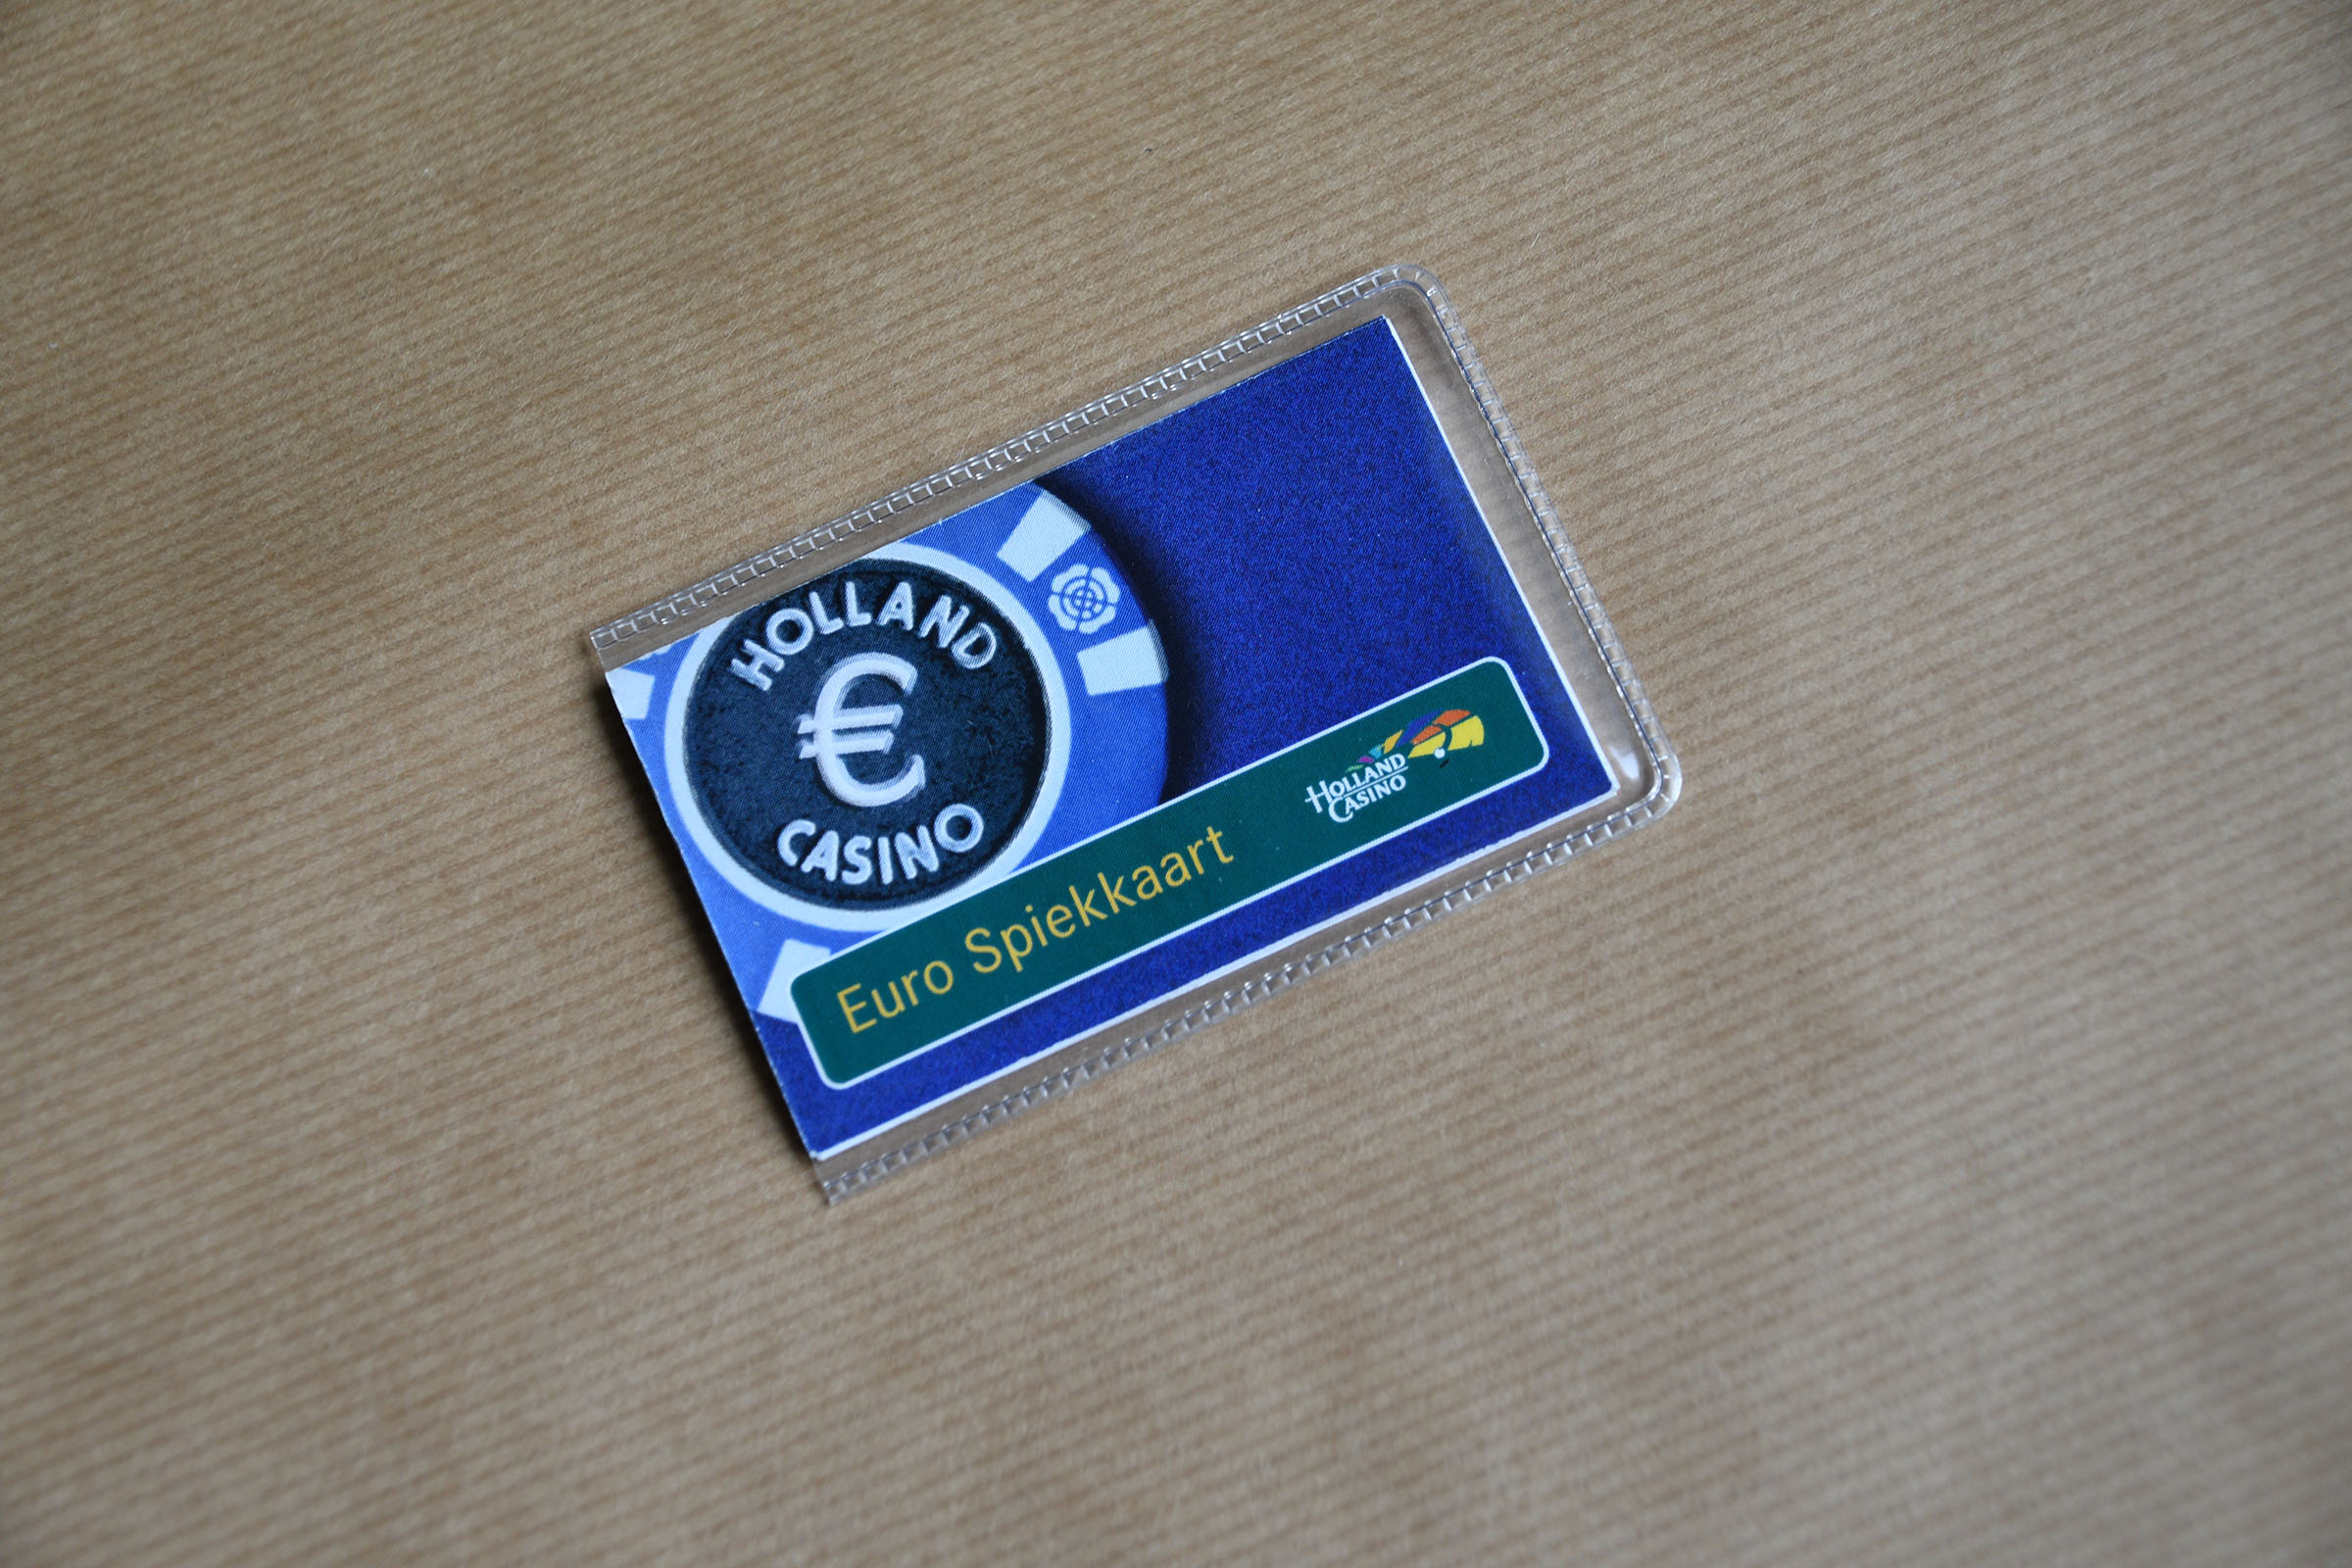 HOLLAND
€
CASINO
Euro Spiekkaart
HOLLAND
CASINO